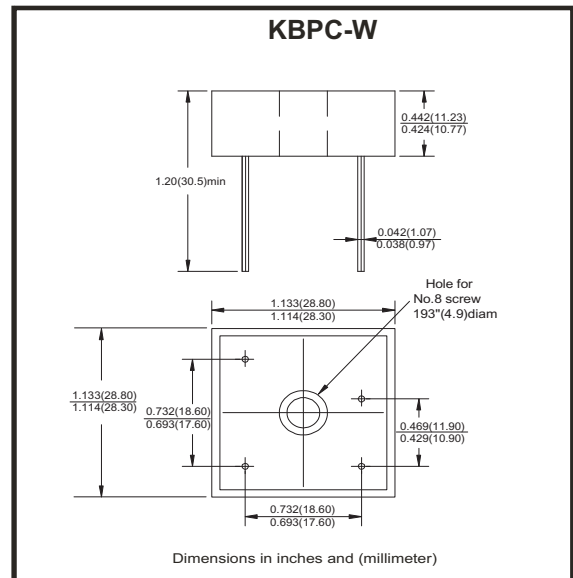 KBPC-W
0.442(11.23)
0.424(10.77)
1.20(30.5)min
0.042(1.07)
0.038(0.97)
Hole for
No.8 screw
193"(4.9)diam
1.133(28.80)
1.114(28.30)
1.133(28.80)
1.114(28.30)
0.732(18.60)
0.693(17.60)
0.469(11.90)
0.429(10.90)
0.732(18.60)
0.693(17.60)
Dimensions in inches and (millimeter)